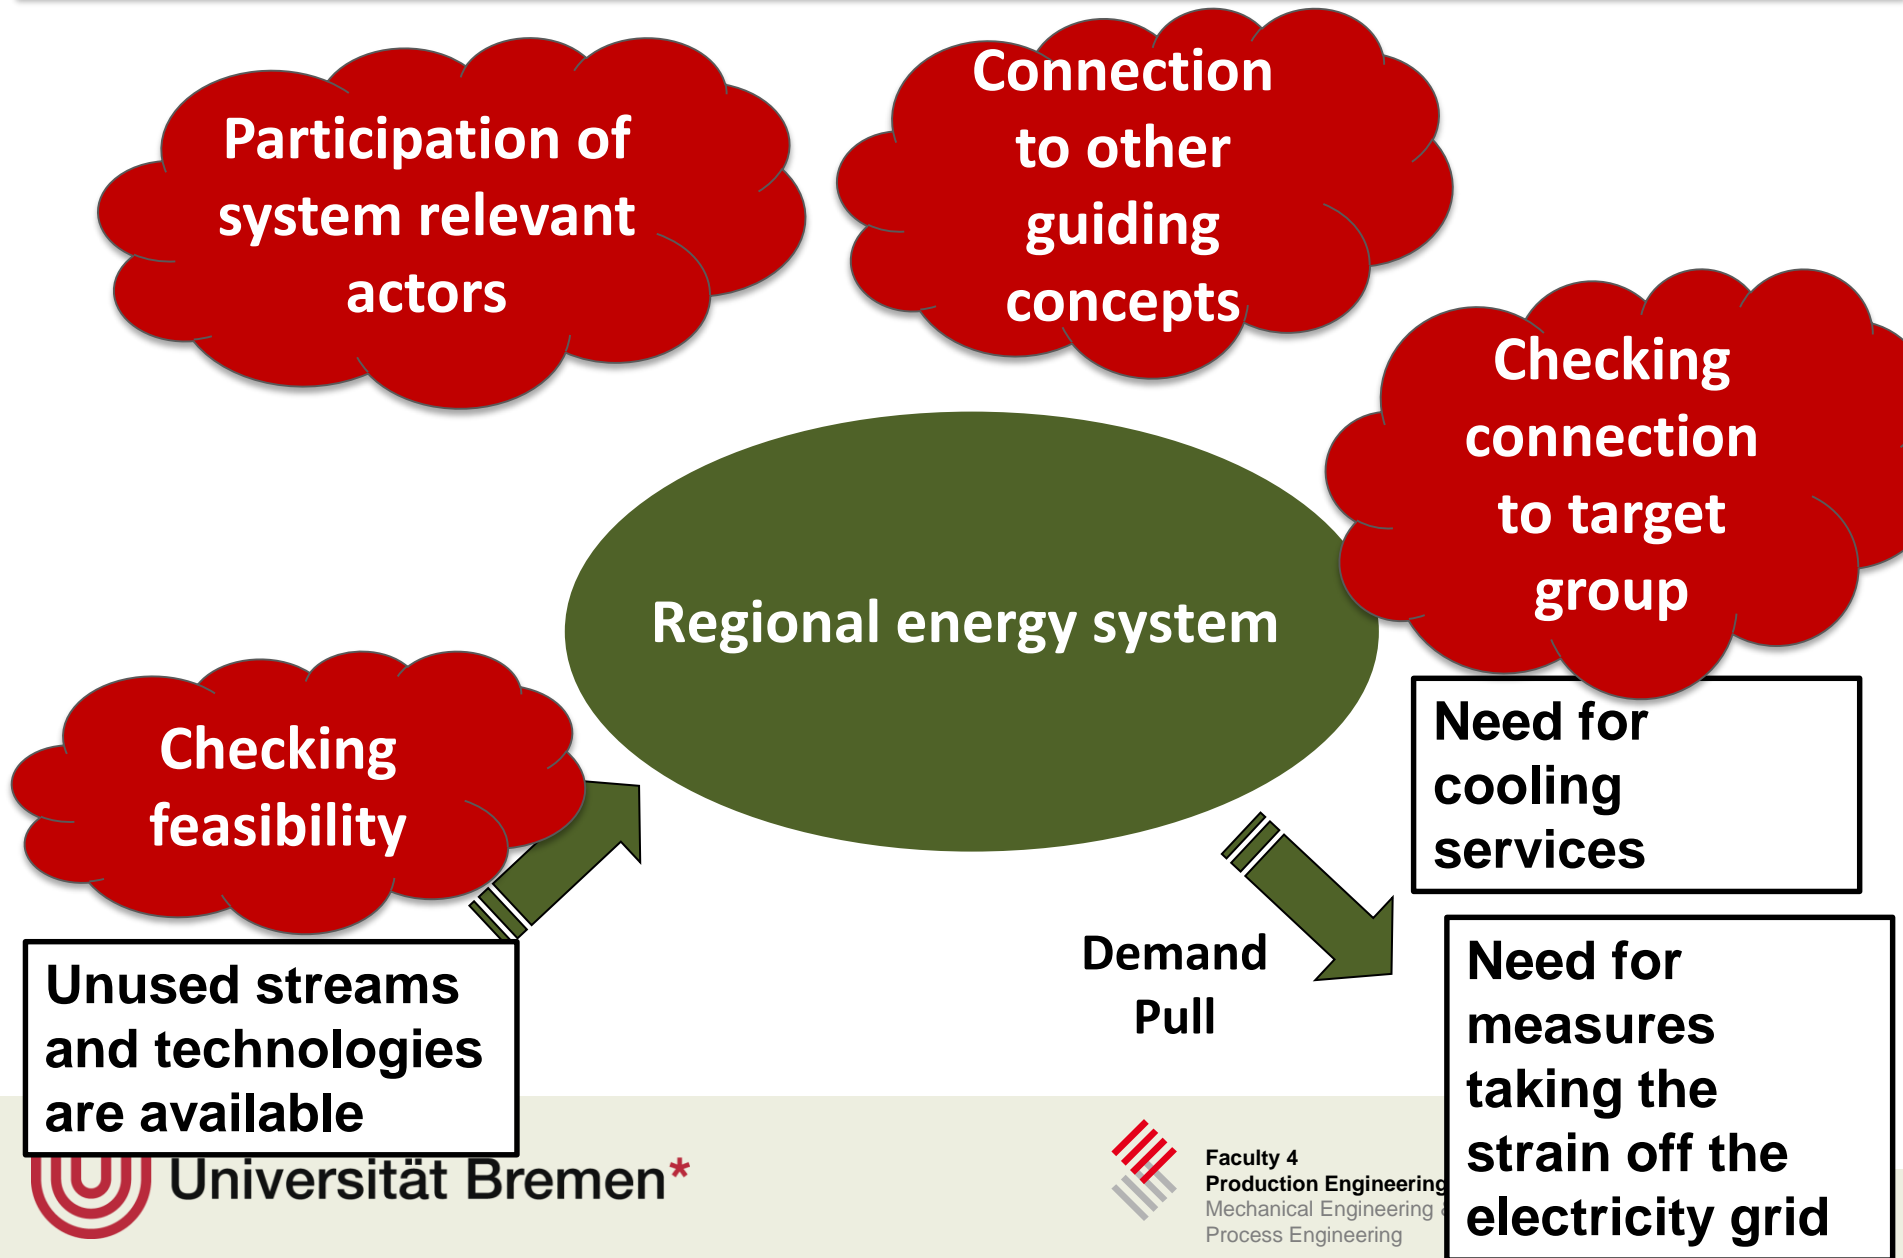 Participation of
system relevant
actors
Connection
to other
guiding
concepts
Checking
connection
to target
group
Regional energy system
Checking
feasibility
Need for
cooling
services
Demand
Pull
Unused streams
and technologies
are available
Need for
measures
taking the
strain off the
electricity grid
Universität Bremen*
Faculty 4
Production Engineering
Mechanical Engineering
Process Engineering